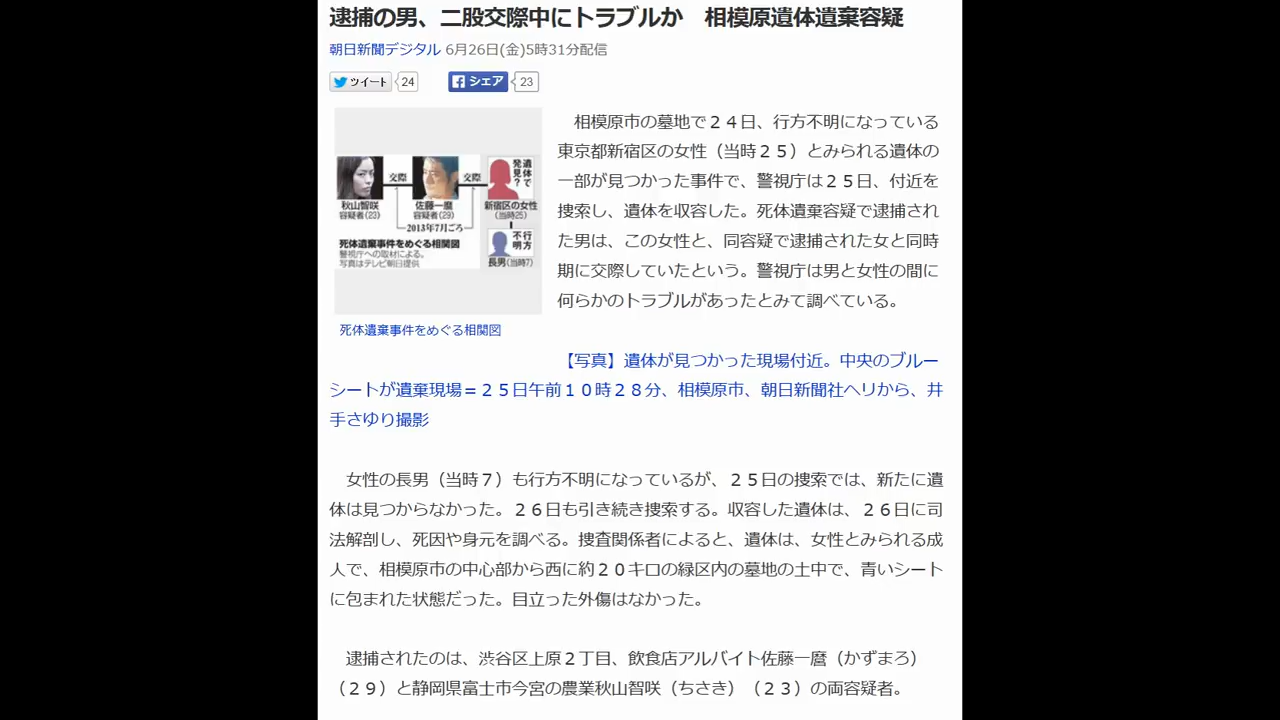 逮捕の男、二股交際中にトラブルか　相模原遺体遺棄容疑
朝日新聞デジタル 6月26日(金)5時31分配信
ツイート 24 シェア 23
交際 交際
遺体で発見？
秋山智咲
容疑者(23)
佐藤一麿
容疑者(29)
新宿区の女性
(当時25)
2013年7月ごろ
行方不明
長男(当時7)
死体遺棄事件をめぐる相関図
警視庁への取材による。
写真はテレビ朝日提供
死体遺棄事件をめぐる相関図
　相模原市の墓地で２４日、行方不明になっている
東京都新宿区の女性（当時２５）とみられる遺体の
一部が見つかった事件で、警視庁は２５日、付近を
捜索し、遺体を収容した。死体遺棄容疑で逮捕され
た男は、この女性と、同容疑で逮捕された女と同時
期に交際していたという。警視庁は男と女性の間に
何らかのトラブルがあったとみて調べている。
【写真】遺体が見つかった現場付近。中央のブルー
シートが遺棄現場＝２５日午前１０時２８分、相模原市、朝日新聞社ヘリから、井
手さゆり撮影
　女性の長男（当時７）も行方不明になっているが、２５日の捜索では、新たに遺
体は見つからなかった。２６日も引き続き捜索する。収容した遺体は、２６日に司
法解剖し、死因や身元を調べる。捜査関係者によると、遺体は、女性とみられる成
人で、相模原市の中心部から西に約２０キロの緑区内の墓地の土中で、青いシート
に包まれた状態だった。目立った外傷はなかった。
　逮捕されたのは、渋谷区上原２丁目、飲食店アルバイト佐藤一麿（かずまろ）
（２９）と静岡県富士市今宮の農業秋山智咲（ちさき）（２３）の両容疑者。